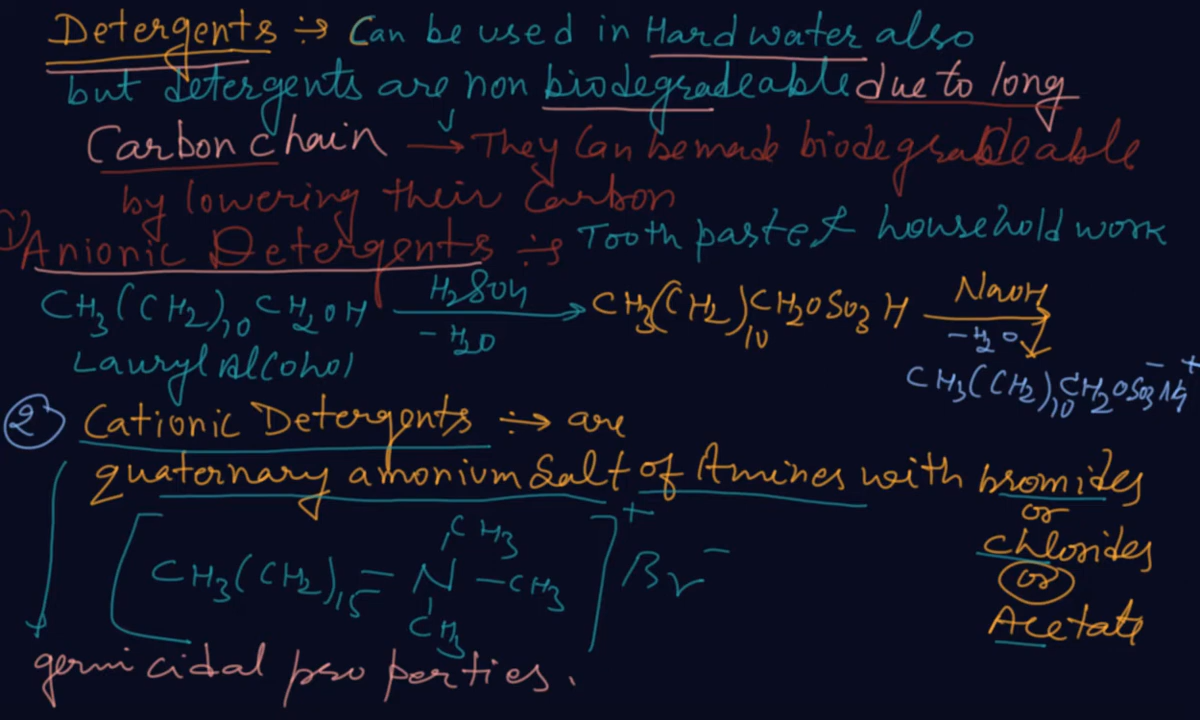 Detergents ÷→ Can be used in Hard water also
but detergents are non biodegradeable due to long
Carbon chain → They Can be made biodegradeable
by lowering their Carbon
1) Anionic Detergents ÷ Tooth paste & household work
CH3(CH2)10CH2OH H2SO4 → -H2O CH3(CH2)10CH2OSO3H NaOH → -H2O
Lauryl Alcohol CH3(CH2)10CH2OSO3⁻Na⁺
2) Cationic Detergents ÷→ are
quaternary amonium Salt of Amines with bromides
or
chlorides
or
Acetate
[CH3(CH2)15 – N – CH3]⁺ Br⁻
CH3
CH3
germicidal properties.